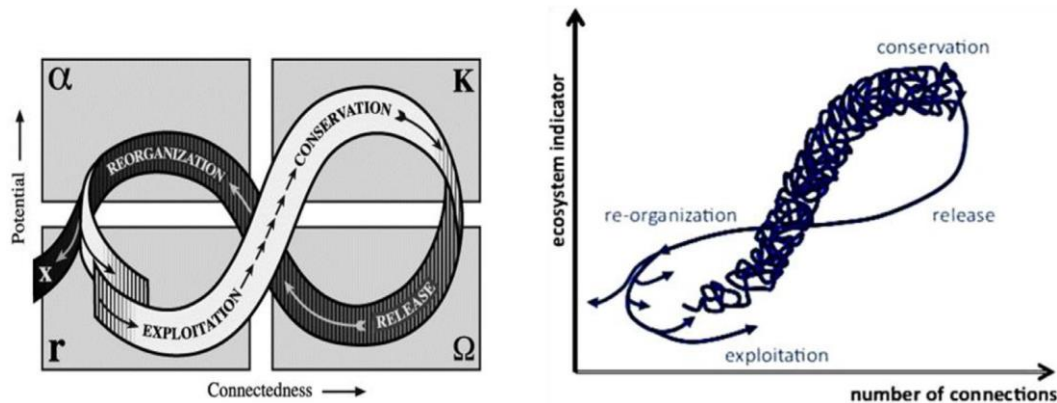 α
K
REORGANIZATION
CONSERVATION
Potential
x
r
EXPLOITATION
RELEASE
Ω
Connectedness
ecosystem indicator
conservation
re-organization
release
exploitation
number of connections